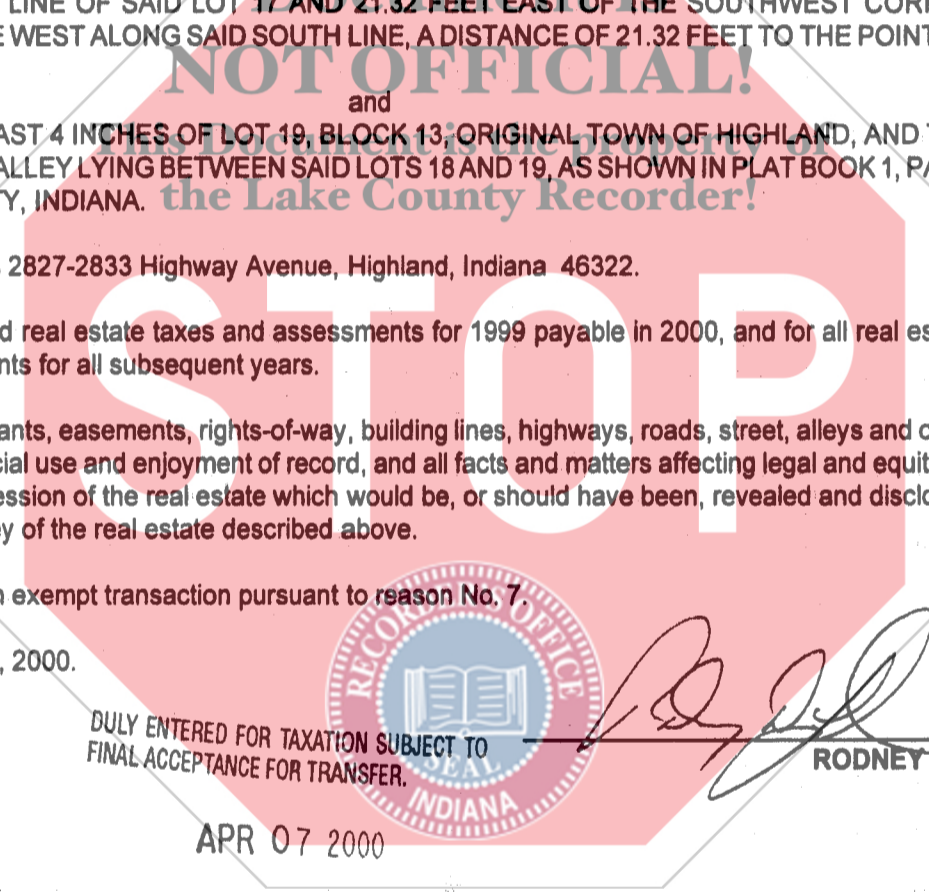 LINE OF SAID LOT 17 AND 21.32 FEET EAST OF THE SOUTHWEST
WEST ALONG SAID SOUTH LINE, A DISTANCE OF 21.32 FEET TO THE POINT
NOT OFFICIAL!
and
AST 4 INCHES OF LOT 19, BLOCK 13, ORIGINAL TOWN OF HIGHLAND, AND
This Document is the property of
ALLEY LYING BETWEEN SAID LOTS 18 AND 19, AS SHOWN IN PLAT BOOK 1,
Y, INDIANA.
the Lake County Recorder!
2827-2833 Highway Avenue, Highland, Indiana 46322.
STOP
d real estate taxes and assessments for 1999 payable in 2000, and for all real es
nts for all subsequent years.
ants, easements, rights-of-way, building lines, highways, roads, street, alleys and
cial use and enjoyment of record, and all facts and matters affecting legal and equit
ession of the real estate which would be, or should have been, revealed and disclo
y of the real estate described above.
exempt transaction pursuant to reason No. 7.
, 2000.
RECORDER'S OFFICE
SEAL
INDIANA
DULY ENTERED FOR TAXATION SUBJECT TO
FINAL ACCEPTANCE FOR TRANSFER.
RODNEY
APR 07 2000